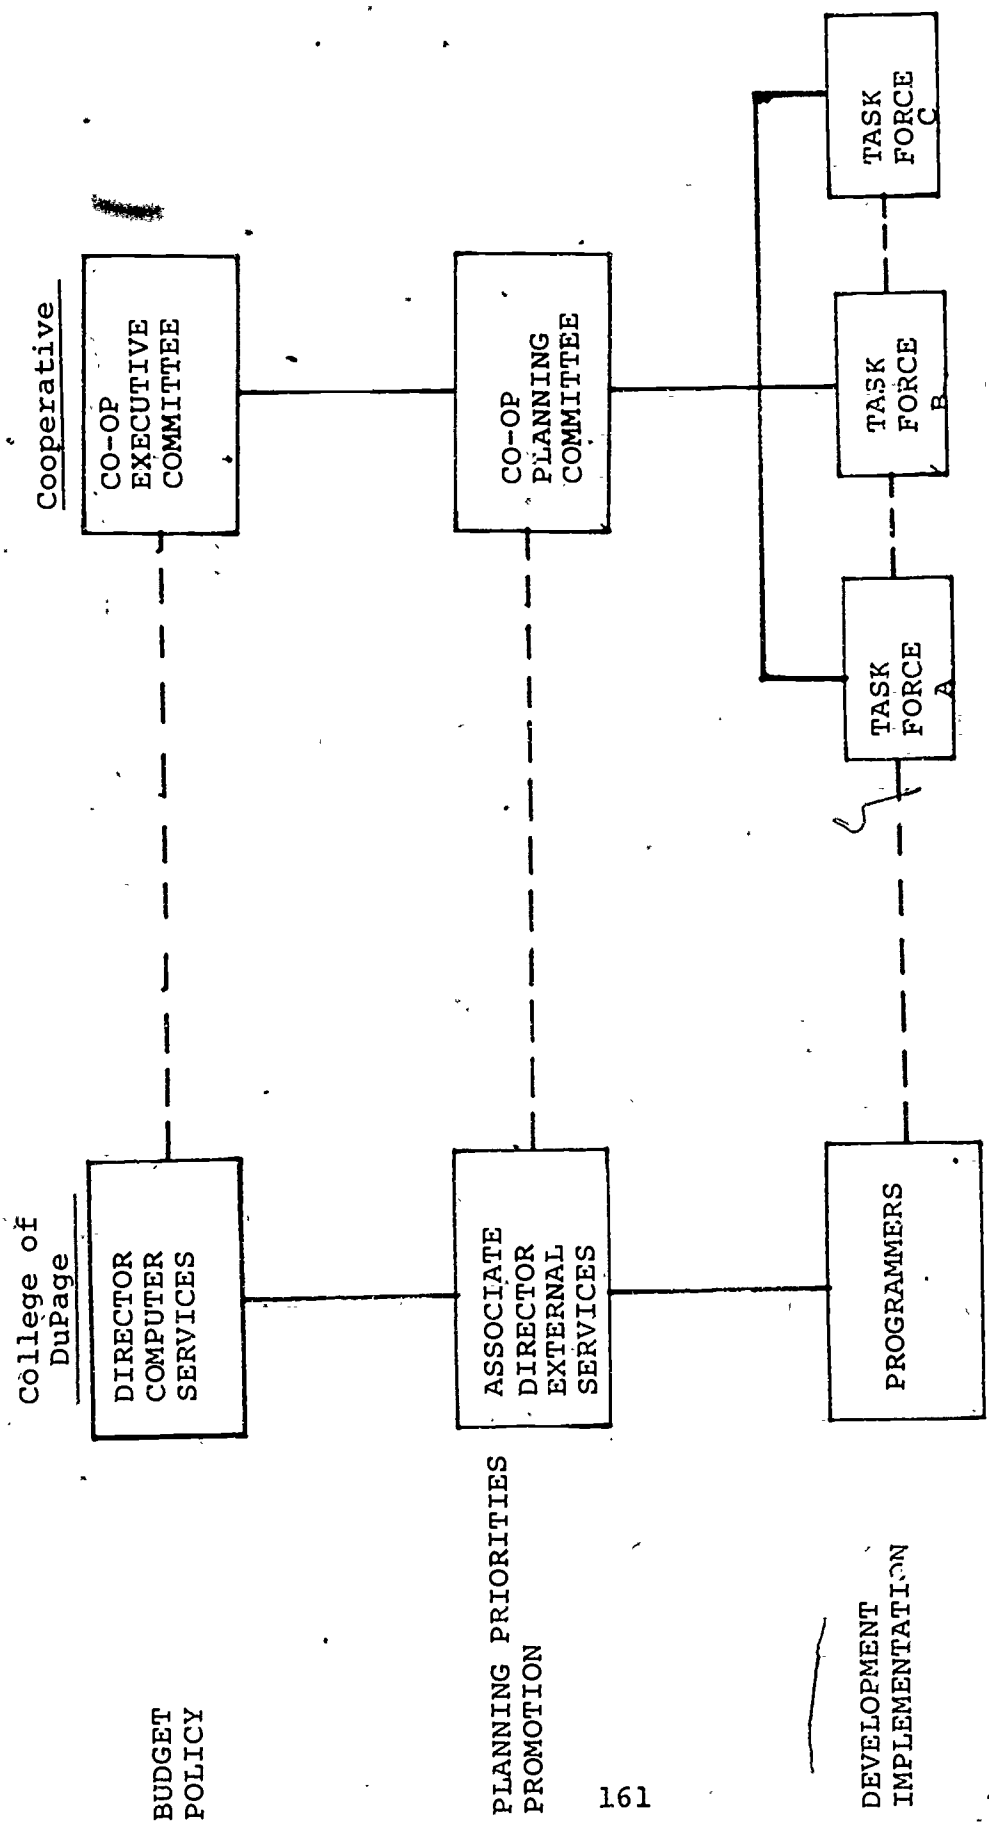 College of
DuPage
Cooperative
BUDGET
POLICY
DIRECTOR
COMPUTER
SERVICES
CO-OP
EXECUTIVE
COMMITTEE
PLANNING PRIORITIES
PROMOTION
ASSOCIATE
DIRECTOR
EXTERNAL
SERVICES
CO-OP
PLANNING
COMMITTEE
DEVELOPMENT
IMPLEMENTATION
PROGRAMMERS
TASK
FORCE
A
TASK
FORCE
B
TASK
FORCE
C
161